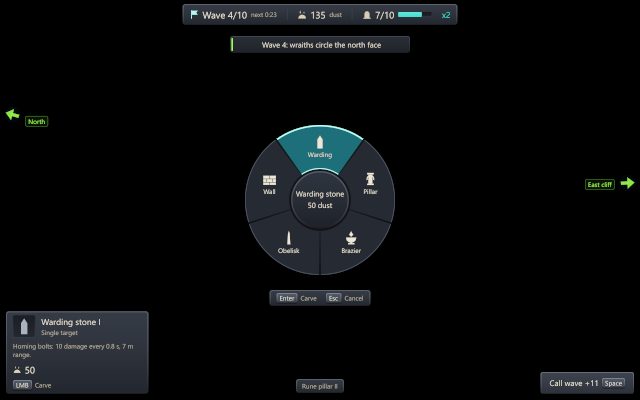 Wave 4/10 next 0:23 135 dust 7/10 x2
Wave 4: wraiths circle the north face
North
East cliff
Warding
Wall
Pillar
Warding stone
50 dust
Obelisk
Brazier
Enter Carve Esc Cancel
Warding stone I
Single target
Homing bolts: 10 damage every 0.8 s, 7 m
range.
50
LMB Carve
Rune pillar II
Call wave +11 Space